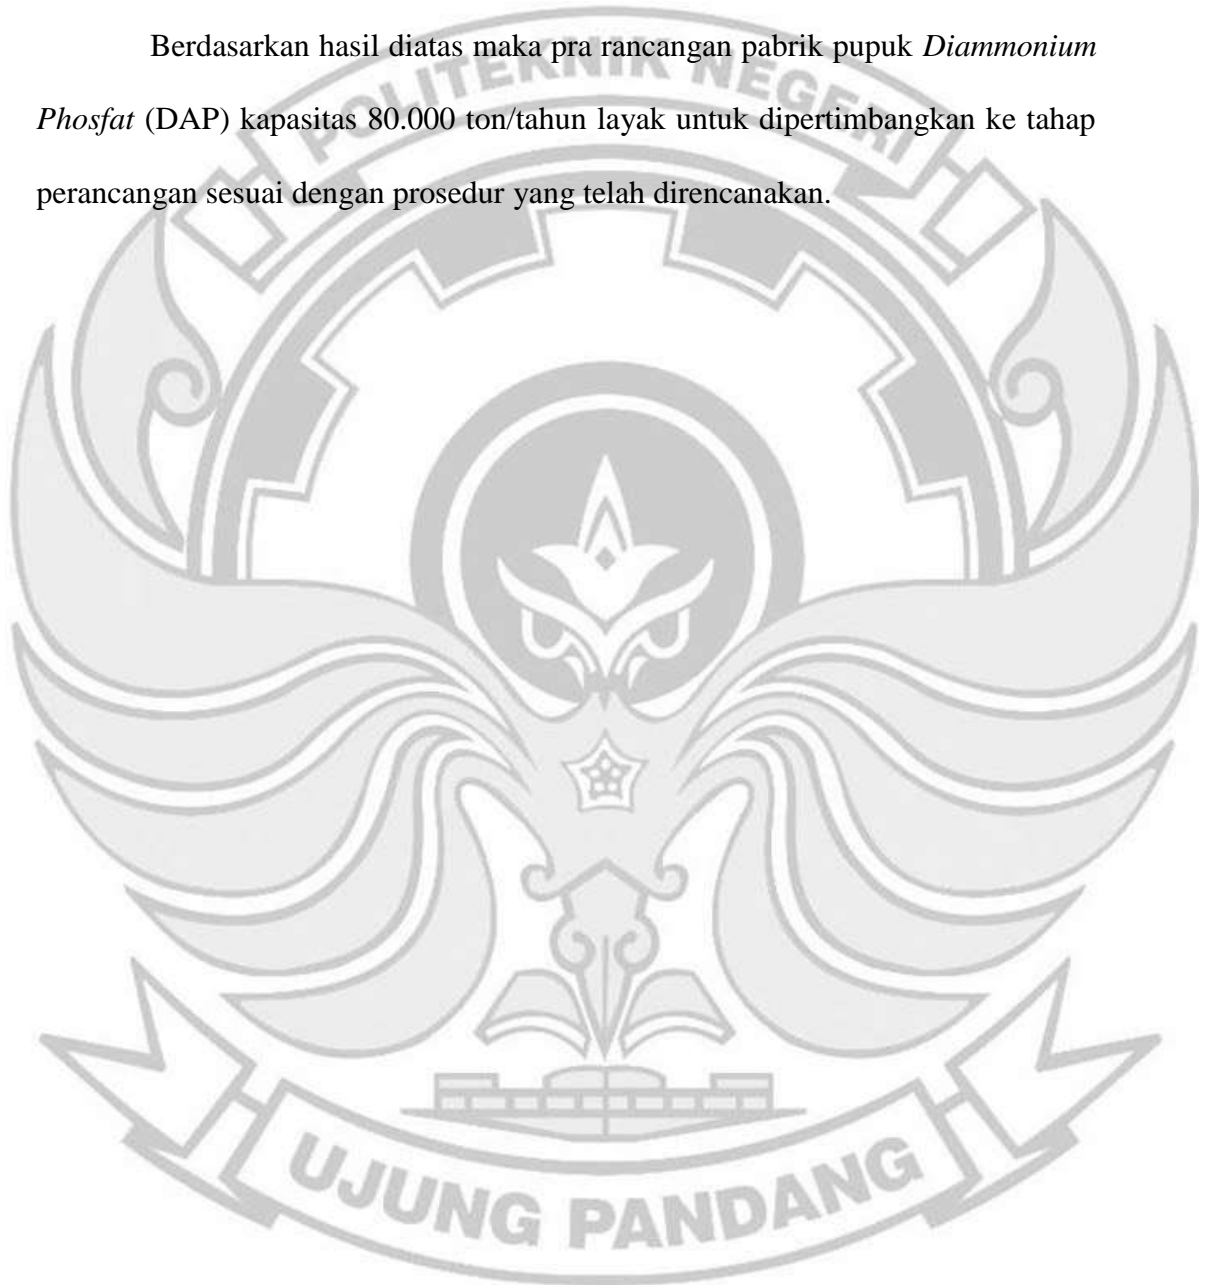 Berdasarkan hasil diatas maka pra rancangan pabrik pupuk Diammonium
Phosfat (DAP) kapasitas 80.000 ton/tahun layak untuk dipertimbangkan ke tahap
perancangan sesuai dengan prosedur yang telah direncanakan.
POLITEKNIK NEGERI
UJUNG PANDANG